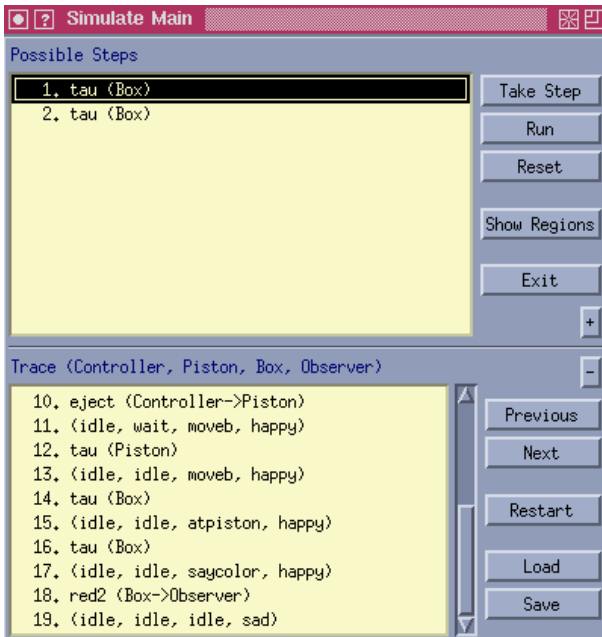 ? Simulate Main
Possible Steps
1. tau (Box)
2. tau (Box)
Take Step
Run
Reset
Show Regions
Exit
+
Trace (Controller, Piston, Box, Observer)
-
10. eject (Controller->Piston)
11. (idle, wait, moveb, happy)
12. tau (Piston)
13. (idle, idle, moveb, happy)
14. tau (Box)
15. (idle, idle, atpiston, happy)
16. tau (Box)
17. (idle, idle, saycolor, happy)
18. red2 (Box->Observer)
19. (idle, idle, idle, sad)
Previous
Next
Restart
Load
Save